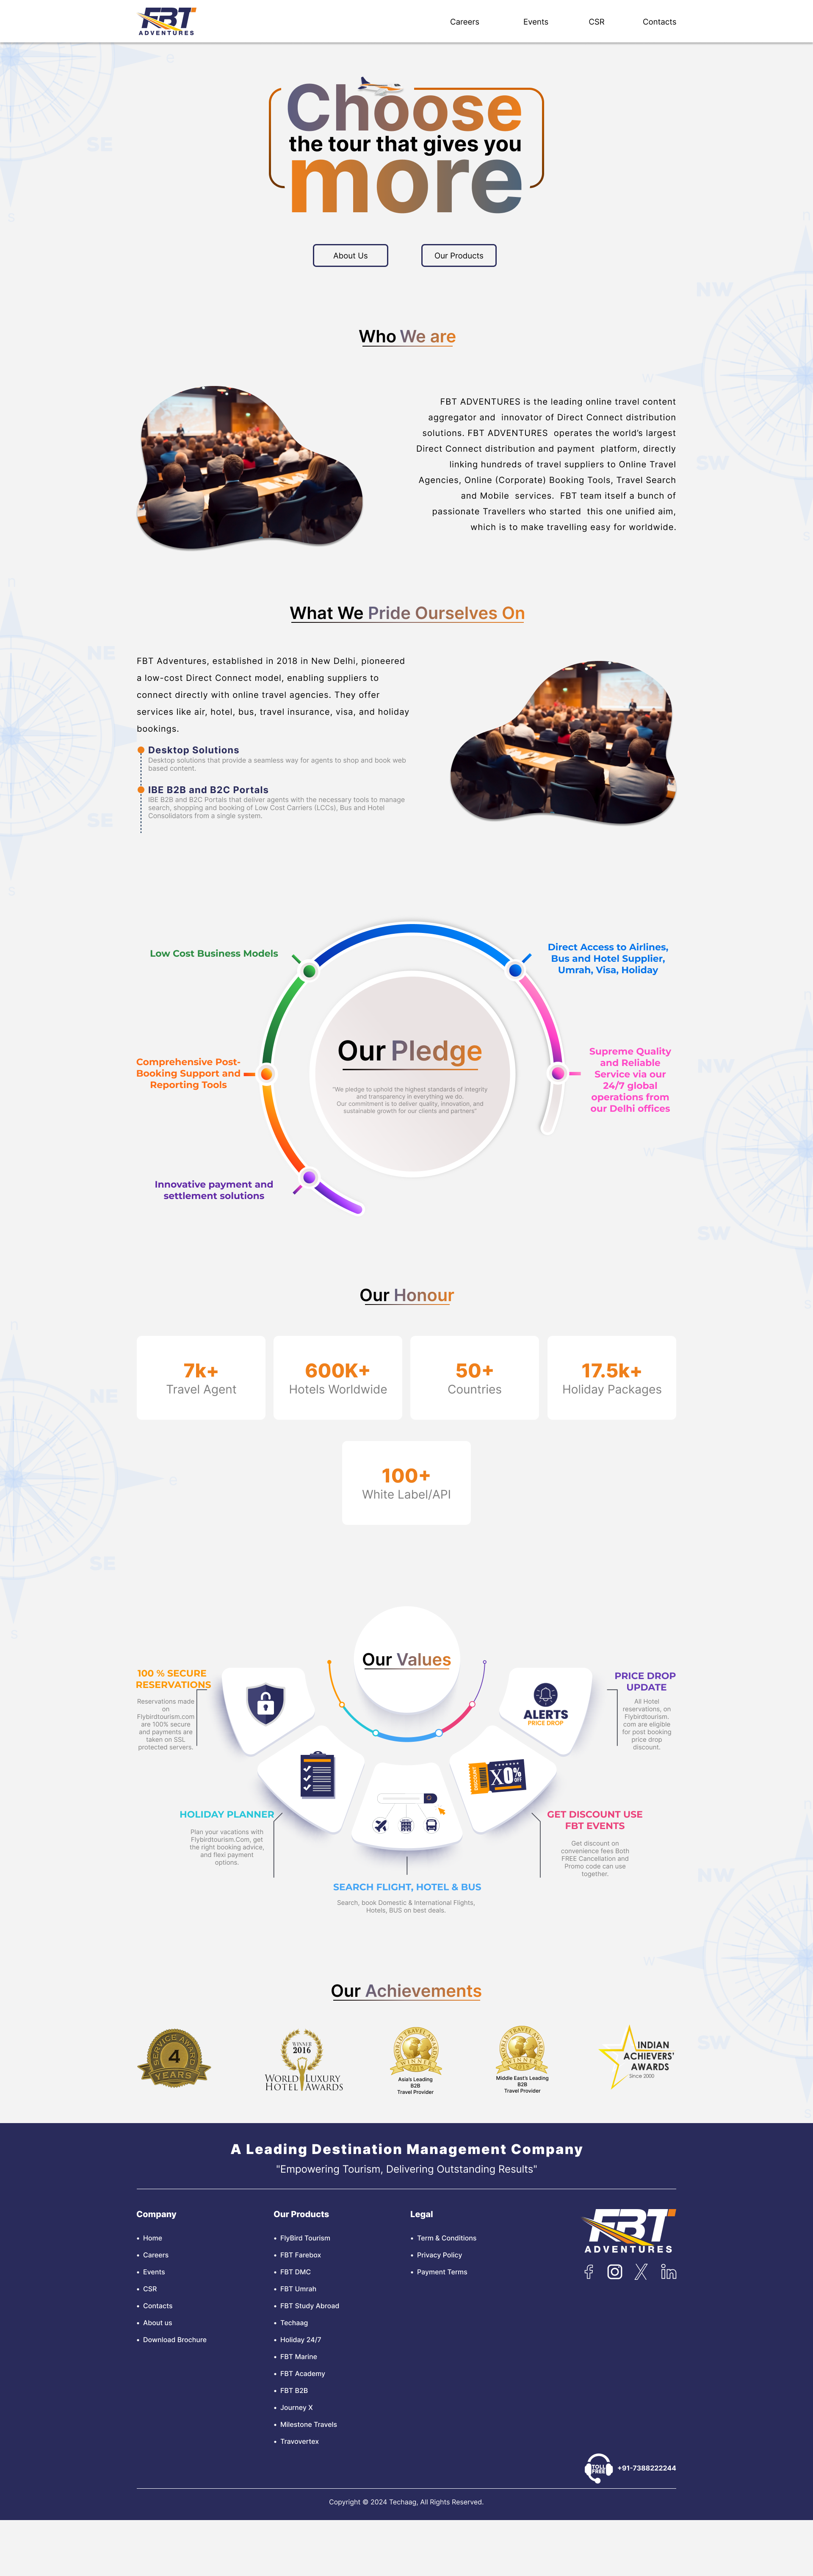 FBT
ADVENTURES
Careers
Events
CSR
Contacts
Choose
the tour that gives you
more
About Us
Our Products
Who We are
FBT ADVENTURES is the leading online travel content
aggregator and innovator of Direct Connect distribution
solutions. FBT ADVENTURES operates the world's largest
Direct Connect distribution and payment platform, directly
linking hundreds of travel suppliers to Online Travel
Agencies, Online (Corporate) Booking Tools, Travel Search
and Mobile services. FBT team itself a bunch of
passionate Travellers who started this one unified aim,
which is to make travelling easy for worldwide.
What We Pride Ourselves On
FBT Adventures, established in 2018 in New Delhi, pioneered
a low-cost Direct Connect model, enabling suppliers to
connect directly with online travel agencies. They offer
services like air, hotel, bus, travel insurance, visa, and holiday
bookings.
Desktop Solutions
Desktop solutions that provide a seamless way for agents to shop and book web
based content.
IBE B2B and B2C Portals
IBE B2B and B2C Portals that deliver agents with the necessary tools to manage
search, shopping and booking of Low Cost Carriers (LCCs), Bus and Hotel
Consolidators from a single system.
Low Cost Business Models
Direct Access to Airlines,
Bus and Hotel Supplier,
Umrah, Visa, Holiday
Comprehensive Post-
Booking Support and
Reporting Tools
Our Pledge
"We pledge to uphold the highest standards of integrity
and transparency in everything we do.
Our commitment is to deliver quality, innovation, and
sustainable growth for our clients and partners"
Supreme Quality
and Reliable
Service via our
24/7 global
operations from
our Delhi offices
Innovative payment and
settlement solutions
Our Honour
7k+
Travel Agent
600K+
Hotels Worldwide
50+
Countries
17.5k+
Holiday Packages
100+
White Label/API
Our Values
100 % SECURE
RESERVATIONS
Reservations made
on
Flybirdtourism.com
are 100% secure
and payments are
taken on SSL
protected servers.
ALERTS
PRICE DROP
PRICE DROP
UPDATE
All Hotel
reservations, on
Flybirdtourism.
com are eligible
for post booking
price drop
discount.
DISCOUNT
X0% OFF
HOLIDAY PLANNER
Plan your vacations with
Flybirdtourism.Com, get
the right booking advice,
and flexi payment
options.
GET DISCOUNT USE
FBT EVENTS
Get discount on
convenience fees Both
FREE Cancellation and
Promo code can use
together.
SEARCH FLIGHT, HOTEL & BUS
Search, book Domestic & International Flights,
Hotels, BUS on best deals.
Our Achievements
SERVICE AWARD
4
YEARS
WINNER
2016
WORLD LUXURY
HOTEL AWARDS
WORLD TRAVEL AWARDS
WINNER
Asia's Leading
B2B
Travel Provider
WORLD TRAVEL AWARDS
WINNER
Middle East's Leading
B2B
Travel Provider
INDIAN
ACHIEVERS'
AWARDS
Since 2000
A Leading Destination Management Company
"Empowering Tourism, Delivering Outstanding Results"
Company
Home
Careers
Events
CSR
Contacts
About us
Download Brochure
Our Products
FlyBird Tourism
FBT Farebox
FBT DMC
FBT Umrah
FBT Study Abroad
Techaag
Holiday 24/7
FBT Marine
FBT Academy
FBT B2B
Journey X
Milestone Travels
Travovertex
Legal
Term & Conditions
Privacy Policy
Payment Terms
FBT
ADVENTURES
TOLL
FREE
+91-7388222244
Copyright © 2024 Techaag, All Rights Reserved.
NW
SW
NE
SE